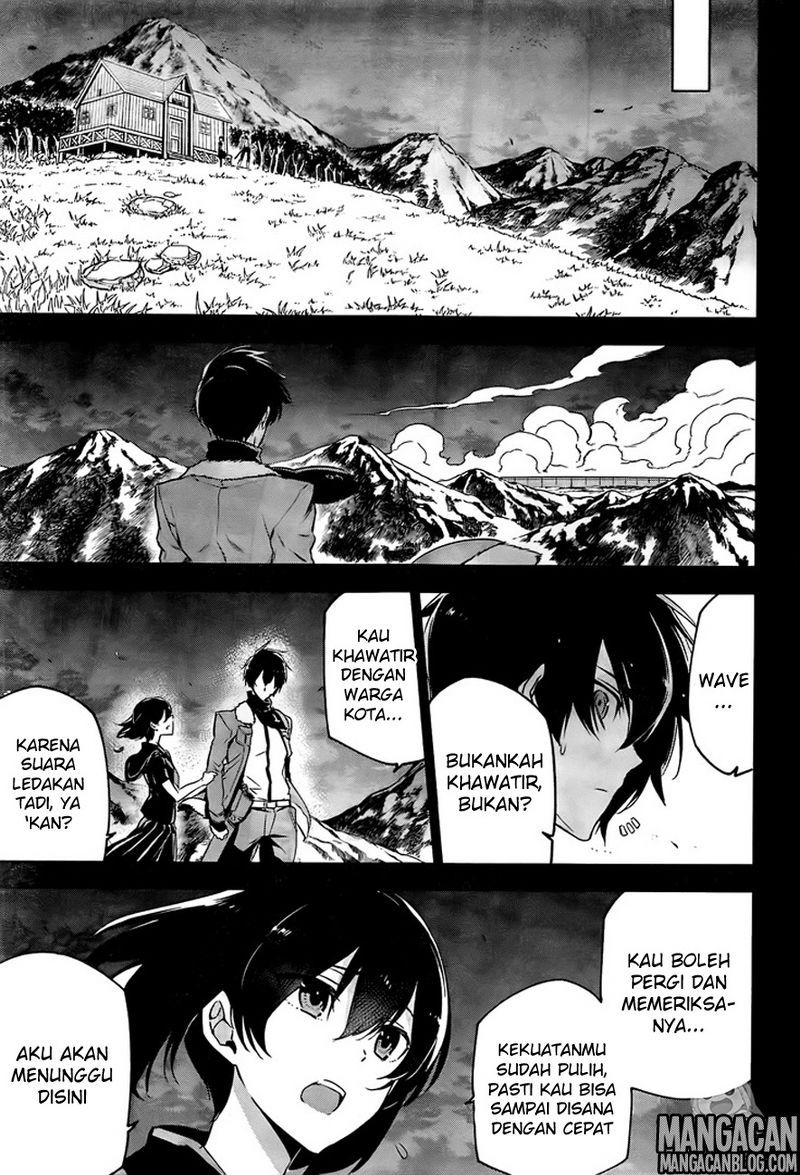 WAVE
...
BUKANKAH
KHAWATIR,
BUKAN?
KAU
KHAWATIR
DENGAN
WARGA
KOTA...
KARENA
SUARA
LEDAKAN
TADI, YA
'KAN?
KAU BOLEH
PERGI DAN
MEMERIKSA-
NYA...
KEKUATANMU
SUDAH PULIH,
PASTI KAU BISA
SAMPAI DISANA
DENGAN CEPAT
AKU AKAN
MENUNGGU
DISINI
MANGACAN
MANGACANBLOG.COM